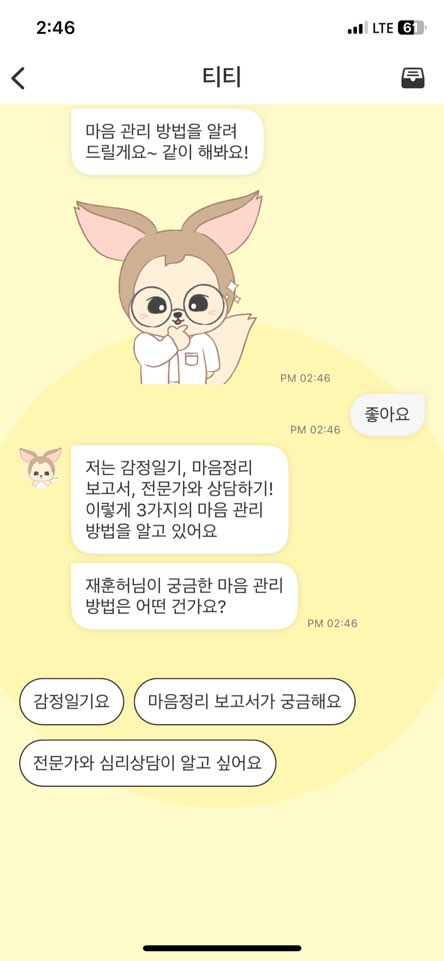 2:46
LTE 61
티티
마음 관리 방법을 알려
드릴게요~ 같이 해봐요!
PM 02:46
좋아요
PM 02:46
저는 감정일기, 마음정리
보고서, 전문가와 상담하기!
이렇게 3가지의 마음 관리
방법을 알고 있어요
재훈허님이 궁금한 마음 관리
방법은 어떤 건가요?
PM 02:46
감정일기요
마음정리 보고서가 궁금해요
전문가와 심리상담이 알고 싶어요